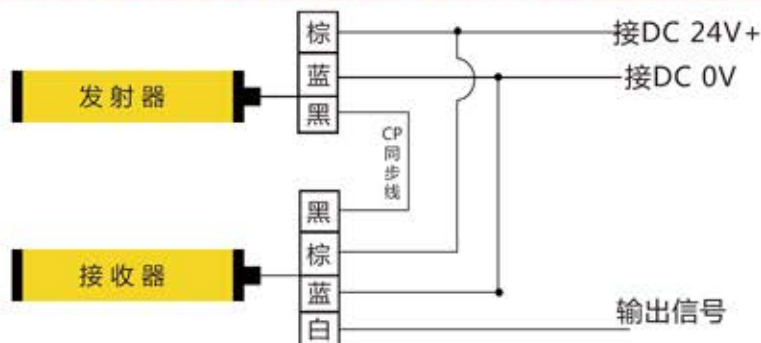 棕
接DC 24V+
蓝
接DC 0V
发射器
黑
CP
同
步
线
黑
棕
接收器
蓝
输出信号
白